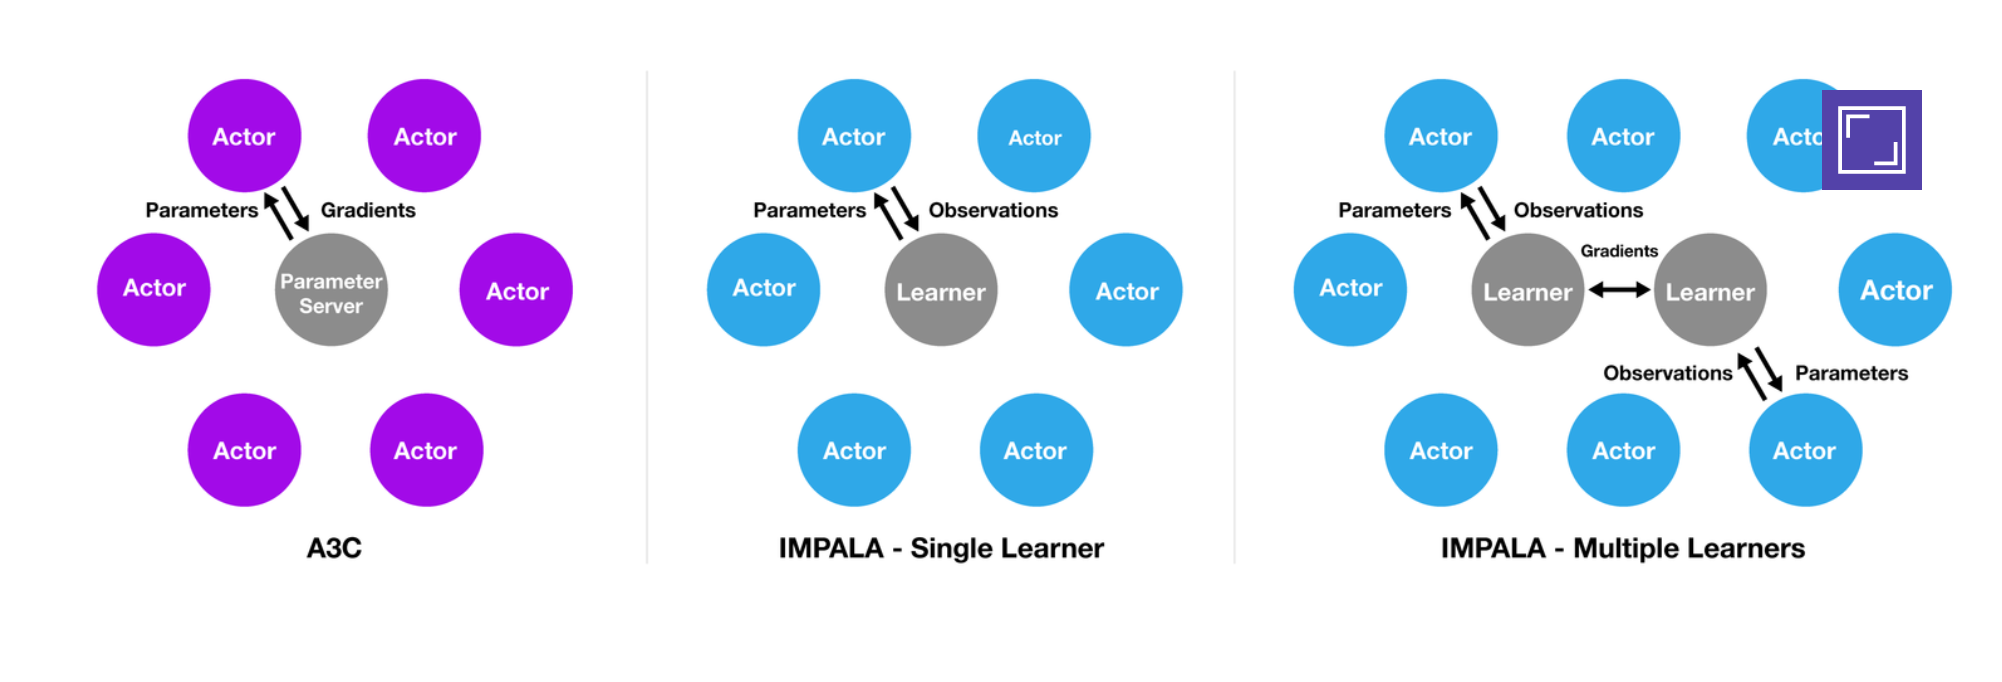 Actor
Actor
Parameters
Gradients
Actor
Parameter
Server
Actor
Actor
Actor
A3C
Actor
Actor
Parameters
Observations
Actor
Learner
Actor
Actor
Actor
IMPALA - Single Learner
Actor
Actor
Acto
Parameters
Observations
Gradients
Actor
Learner
Learner
Actor
Observations
Parameters
Actor
Actor
Actor
IMPALA - Multiple Learners